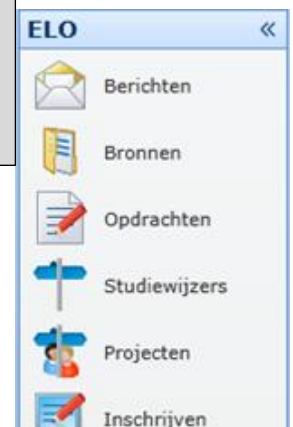 ELO «
Berichten
Bronnen
Opdrachten
Studiewijzers
Projecten
Inschrijven